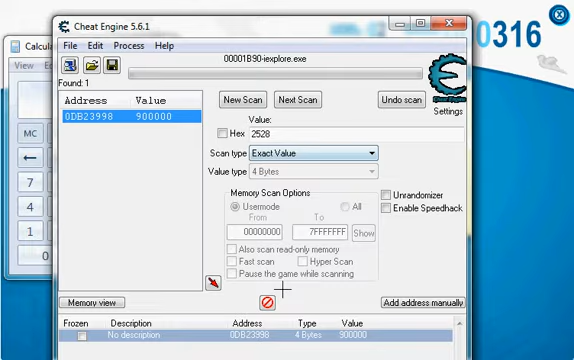 Cheat Engine 5.6.1
0316
Calcula
File Edit Process Help
View
00001B90-iexplore.exe
Found: 1
Address Value
0DB23998 900000
New Scan Next Scan Undo scan
Settings
Value:
Hex 2528
Scan type Exact Value
Value type 4 Bytes
Memory Scan Options
Usermode All
From To
00000000 7FFFFFFF Show
Also scan read-only memory
Fast scan Hyper Scan
Pause the game while scanning
Unrandomizer
Enable Speedhack
MC
7
4
1
0
Memory view Add address manually
Frozen Description Address Type Value
No description 0DB23998 4 Bytes 900000